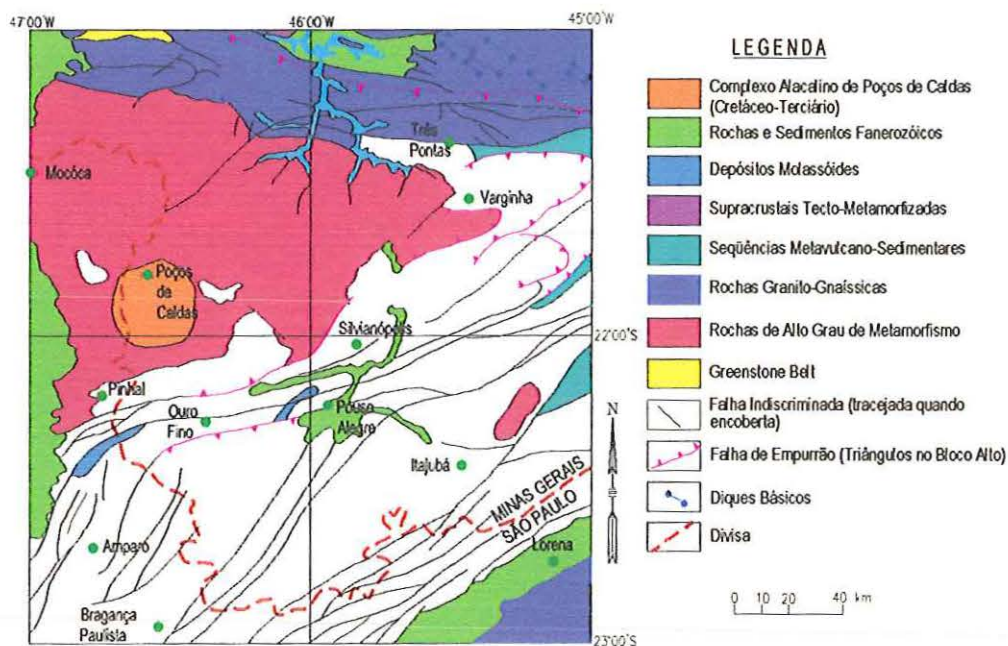 47'00'W
46'00'W
45'00'W
Três
Pontas
Mocóca
Varginha
Poços
de
Caldas
Silvianópolis
22'00'S
Pinhal
Ouro
Fino
Pouso
Alegre
Itajubá
MINAS GERAIS
SÃO PAULO
Amparo
Lorena
Bragança
Paulista
23'00'S
LEGENDA
Complexo Alacalino de Poços de Caldas
(Cretáceo-Terciário)
Rochas e Sedimentos Fanerozóicos
Depósitos Molassóides
Supracrustais Tecto-Metamorfizadas
Seqüências Metavulcano-Sedimentares
Rochas Granito-Gnaíssicas
Rochas de Alto Grau de Metamorfismo
Greenstone Belt
Falha Indiscriminada (tracejada quando
encoberta)
Falha de Empurrão (Triângulos no Bloco Alto)
Diques Básicos
Divisa
N
0 10 20 40 km